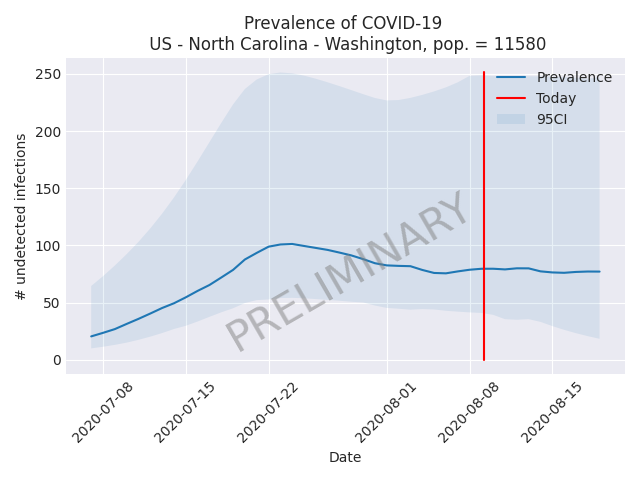 Prevalence of COVID-19
US - North Carolina - Washington, pop. = 11580
250
200
150
100
50
0
# undetected infections
Prevalence
Today
95CI
PRELIMINARY
2020-07-08
2020-07-15
2020-07-22
2020-08-01
2020-08-08
2020-08-15
Date